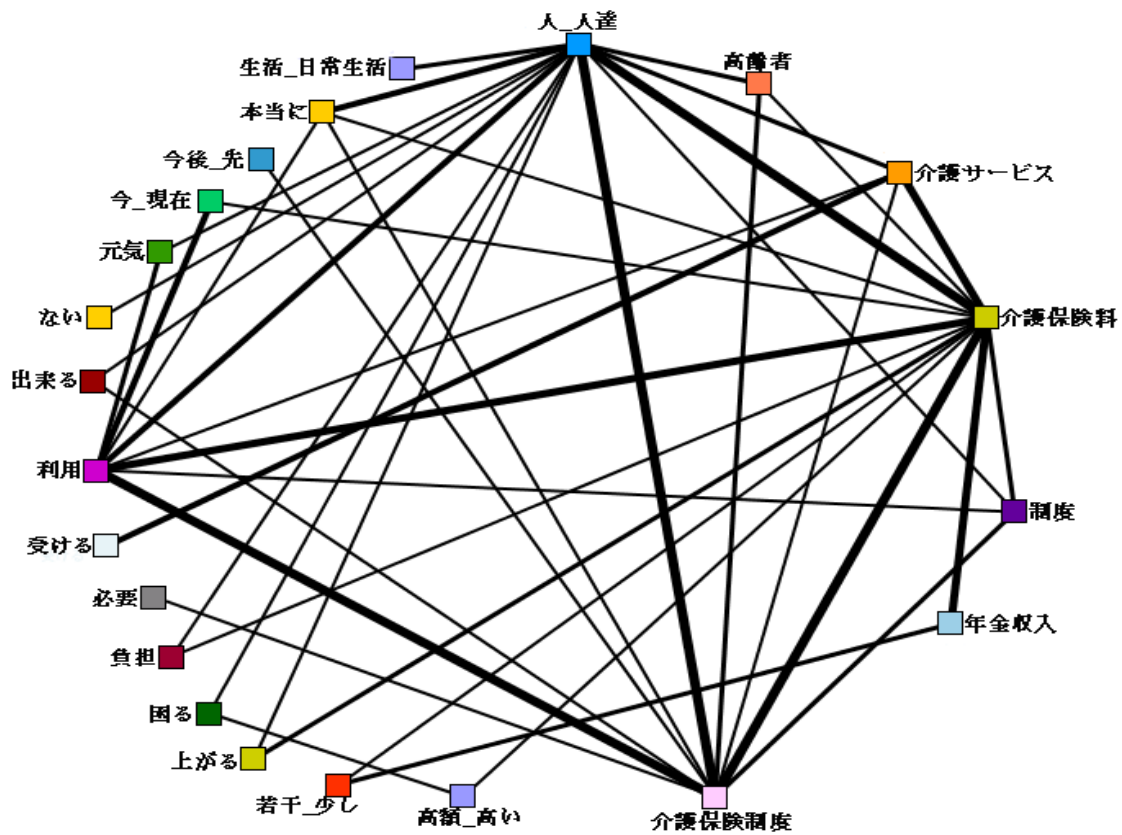 人_人達
高齢者
生活_日常生活
本当に
今後_先
介護サービス
今_現在
元気
ない
介護保険料
出来る
利用
制度
受ける
必要
年金収入
負担
困る
上がる
若干_少し
高額_高い
介護保険制度